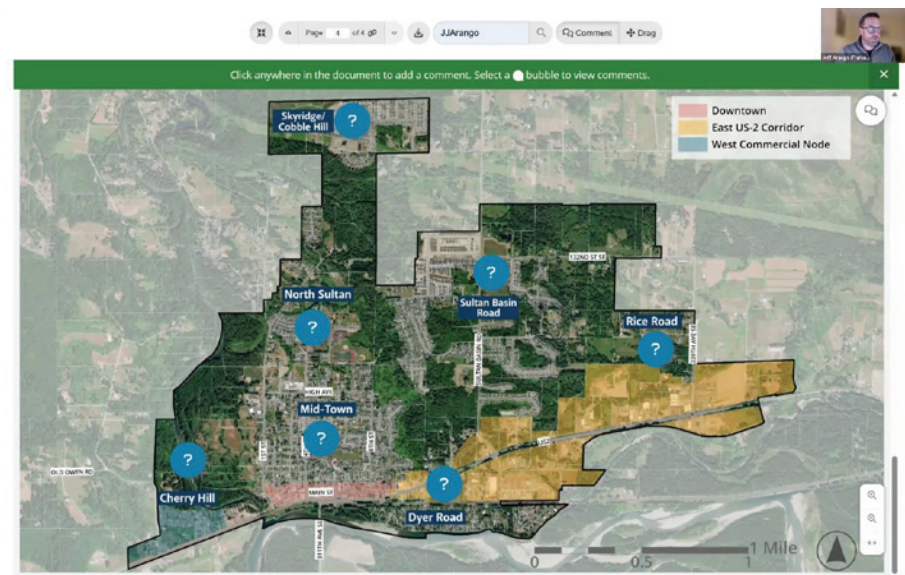 Page 4 of 4
JJArango
Comment
Drag
Click anywhere in the document to add a comment. Select a bubble to view comments.
Skyridge/
Cobble Hill
?
Downtown
East US-2 Corridor
West Commercial Node
132ND ST SE
?
Sultan Basin
Road
North Sultan
?
Rice Road
?
SULTAN BASIN RD
HIGH AVE
Mid-Town
?
1ST ST
US2
OLD OWEN RD
?
Cherry Hill
MAIN ST
?
Dyer Road
0
0.5
1
1 Mile